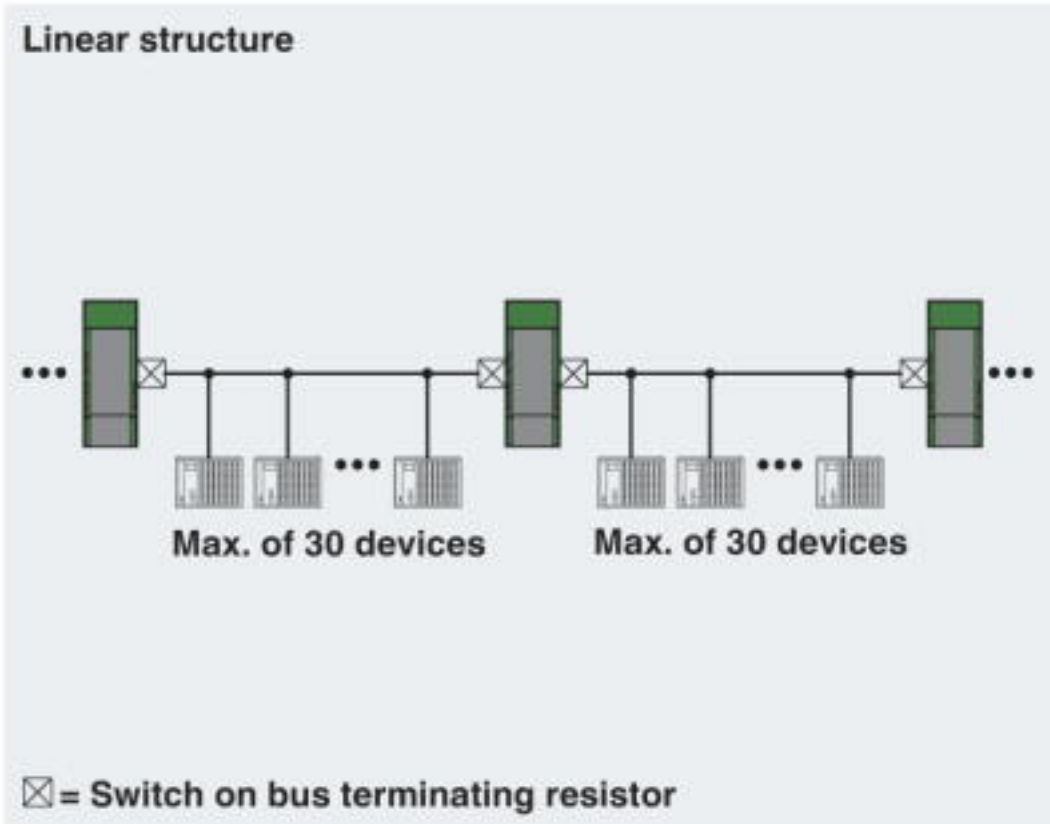 Linear structure
Max. of 30 devices
Max. of 30 devices
= Switch on bus terminating resistor